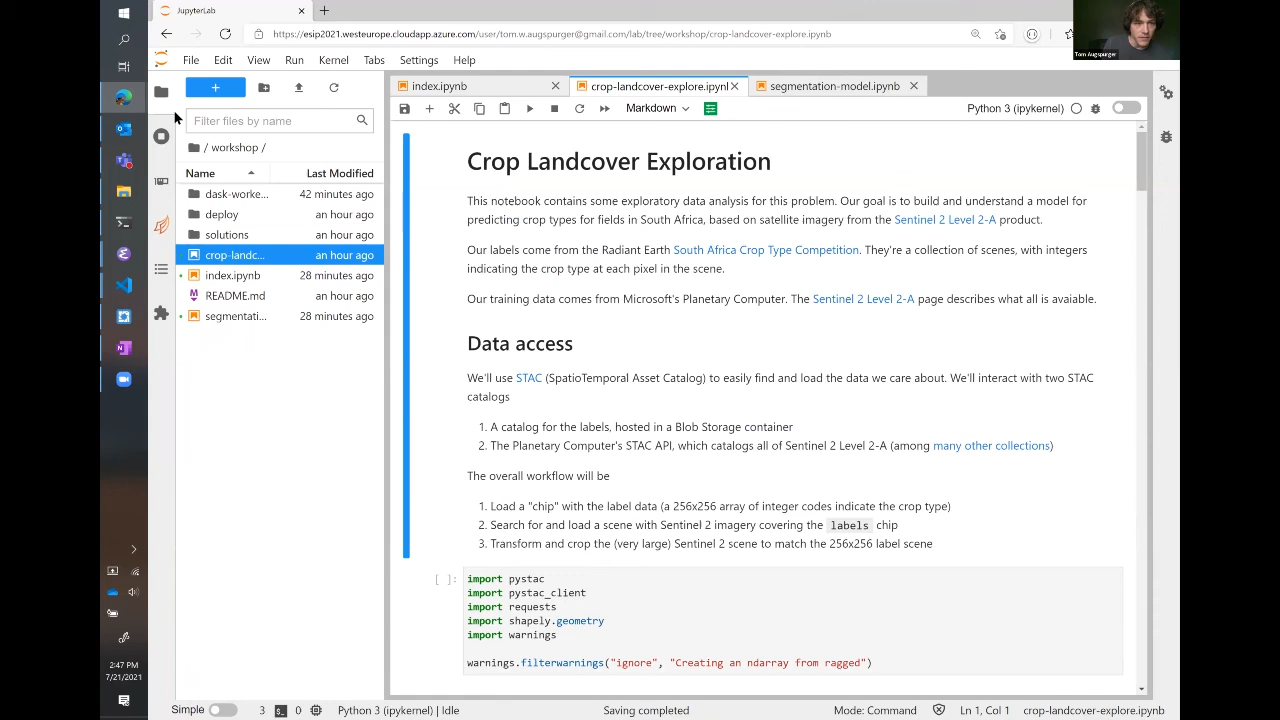 JupyterLab
https://esip2021.westeurope.cloudapp.azure.com/user/tom.w.augspurger@gmail.com/lab/tree/workshop/crop-landcover-explore.ipynb
Tom Augspurger
File Edit View Run Kernel Tabs Settings Help
index.ipynb
crop-landcover-explore.ipynl
segmentation-model.ipynb
Markdown
Python 3 (ipykernel)
Filter files by name
/ workshop /
Name Last Modified
dask-worke... 42 minutes ago
deploy an hour ago
solutions an hour ago
crop-landc... an hour ago
index.ipynb 28 minutes ago
README.md an hour ago
segmentati... 28 minutes ago
Crop Landcover Exploration
This notebook contains some exploratory data analysis for this problem. Our goal is to build and understand a model for
predicting crop types for fields in South Africa, based on satellite imagery from the Sentinel 2 Level 2-A product.
Our labels come from the Radiant Earth South Africa Crop Type Competition. They're a collection of scenes, with integers
indicating the crop type at each pixel in the scene.
Our training data comes from Microsoft's Planetary Computer. The Sentinel 2 Level 2-A page describes what all is avaiable.
Data access
We'll use STAC (SpatioTemporal Asset Catalog) to easily find and load the data we care about. We'll interact with two STAC
catalogs
1. A catalog for the labels, hosted in a Blob Storage container
2. The Planetary Computer's STAC API, which catalogs all of Sentinel 2 Level 2-A (among many other collections)
The overall workflow will be
1. Load a "chip" with the label data (a 256x256 array of integer codes indicate the crop type)
2. Search for and load a scene with Sentinel 2 imagery covering the labels chip
3. Transform and crop the (very large) Sentinel 2 scene to match the 256x256 label scene
[ ]:
import pystac
import pystac_client
import requests
import shapely.geometry
import warnings
warnings.filterwarnings("ignore", "Creating an ndarray from ragged")
2:47 PM
7/21/2021
Simple 3 0 Python 3 (ipykernel) | Idle Saving completed Mode: Command Ln 1, Col 1 crop-landcover-explore.ipynb